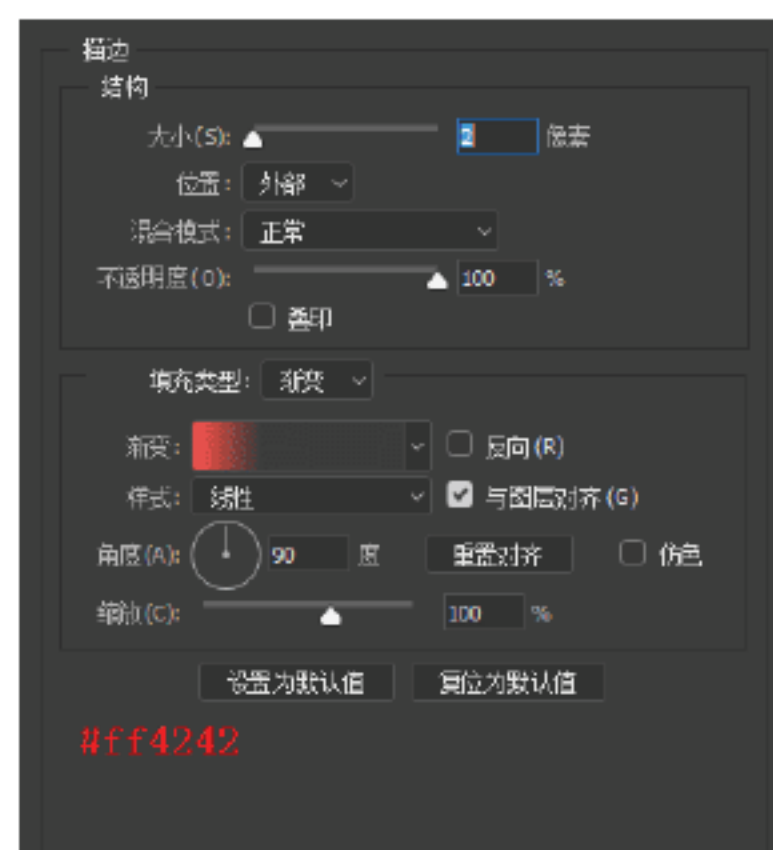 描边
结构
大小(S): 2 像素
位置: 外部
混合模式: 正常
不透明度(O): 100 %
叠印
填充类型: 渐变
渐变: 反向(R)
样式: 线性 与图层对齐(G)
角度(A): 90 度 重置对齐 仿色
缩放(C): 100 %
设置为默认值 复位为默认值
#ff4242